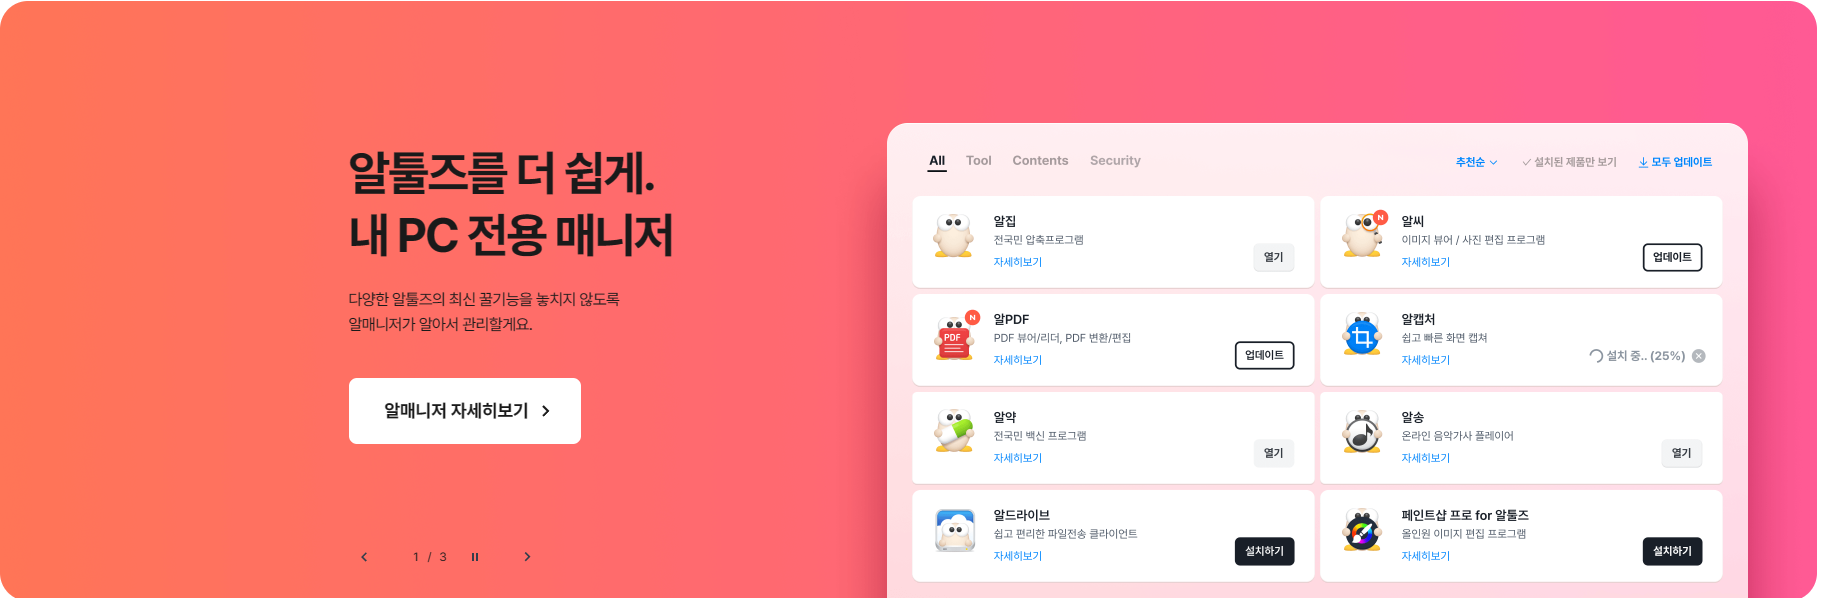 알툴즈를 더 쉽게.
내 PC 전용 매니저
다양한 알툴즈의 최신 꿀기능을 놓치지 않도록
알매니저가 알아서 관리할게요.
알매니저 자세히보기
1 / 3
All Tool Contents Security
추천순 설치된 제품만 보기 모두 업데이트
알집
전국민 압축프로그램
자세히보기
열기
N
알씨
이미지 뷰어 / 사진 편집 프로그램
자세히보기
업데이트
N
PDF
알PDF
PDF 뷰어/리더, PDF 변환/편집
자세히보기
업데이트
알캡처
쉽고 빠른 화면 캡쳐
자세히보기
설치 중.. (25%)
알약
전국민 백신 프로그램
자세히보기
열기
알송
온라인 음악가사 플레이어
자세히보기
열기
알드라이브
쉽고 편리한 파일전송 클라이언트
자세히보기
설치하기
페인트샵 프로 for 알툴즈
올인원 이미지 편집 프로그램
자세히보기
설치하기